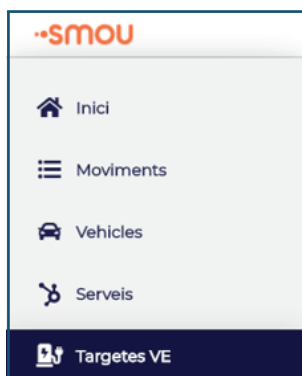 smou
Inici
Moviments
Vehicles
Serveis
Targetes VE